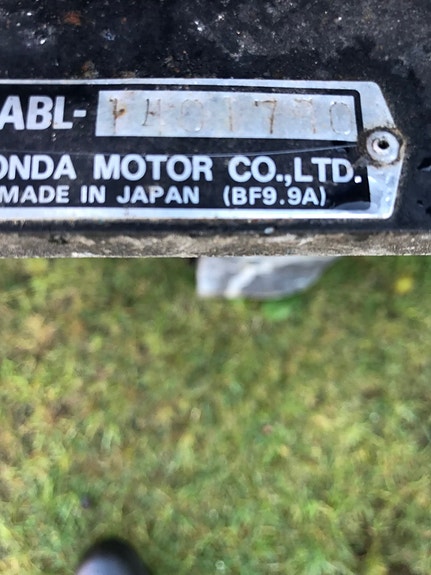 ABL-
ONDA MOTOR CO.,LTD.
MADE IN JAPAN (BF9.9A)